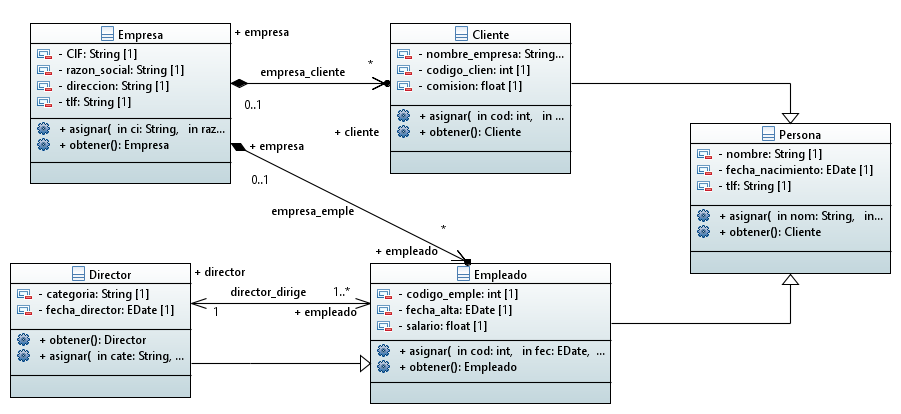 Empresa
- CIF: String [1]
- razon_social: String [1]
- direccion: String [1]
- tlf: String [1]
+ asignar( in ci: String, in raz...
+ obtener(): Empresa
+ empresa
empresa_cliente
*
0..1
+ cliente
Cliente
- nombre_empresa: String...
- codigo_clien: int [1]
- comision: float [1]
+ asignar( in cod: int, in ...
+ obtener(): Cliente
+ empresa
0..1
empresa_emple
*
+ empleado
Persona
- nombre: String [1]
- fecha_nacimiento: EDate [1]
- tlf: String [1]
+ asignar( in nom: String, in...
+ obtener(): Cliente
Director
- categoria: String [1]
- fecha_director: EDate [1]
+ obtener(): Director
+ asignar( in cate: String, ...
+ director
director_dirige
1..*
1
+ empleado
Empleado
- codigo_emple: int [1]
- fecha_alta: EDate [1]
- salario: float [1]
+ asignar( in cod: int, in fec: EDate, ...
+ obtener(): Empleado